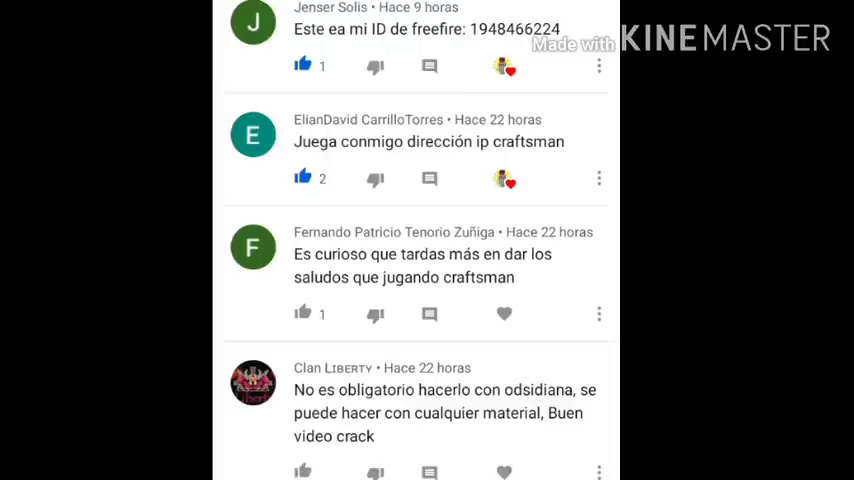 Jenser Solis • Hace 9 horas
Este ea mi ID de freefire: 1948466224
Made with KINEMASTER
1
ElianDavid CarrilloTorres • Hace 22 horas
E
Juega conmigo dirección ip craftsman
2
Fernando Patricio Tenorio Zuñiga • Hace 22 horas
F
Es curioso que tardas más en dar los
saludos que jugando craftsman
1
Clan LIBERTY • Hace 22 horas
No es obligatorio hacerlo con odsidiana, se
puede hacer con cualquier material, Buen
video crack
J